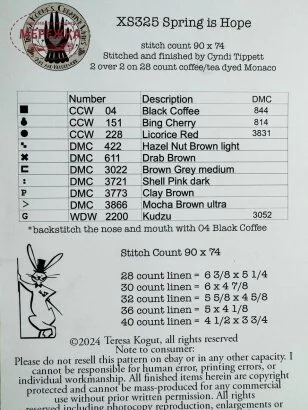 МЕРЕЖКА
XS325 Spring is Hope
stitch count 90 x 74
Stitched and finished by Cyndi Tippett
2 over 2 on 28 count coffee/tea dyed Monaco
Number Name DMC
CCW 04 Black Coffee 844
CCW 151 Bing Cherry 814
CCW 228 Licorice Red 3831
DMC 422 Hazel Nut Brown light
DMC 611 Drab Brown
DMC 3022 Brown Grey medium
DMC 3721 Shell Pink dark
P DMC 3773 Clay Brown
> DMC 3866 Mocha Brown ultra
G WDW 2200 Kudzu 3052
*backstitch the nose and mouth with 04 Black Coffee
Stitch Count 90 x 74
28 count linen = 6 3/8 x 5 1/4
30 count linen = 6 x 4 7/8
32 count linen = 5 5/8 x 4 5/8
36 count linen = 5 x 4 1/8
40 count linen = 4 1/2 x 3 3/4
©2024 Teresa Kogut, all rights reserved
Note to consumer:
Please do not resell this pattern on ebay or in any other capacity. I
cannot be responsible for human error, printing errors, or
individual workmanship. All finished items herein are copyright
protected and cannot be mass-produced for any commercial
use without prior written permission. All rights
reserved including photocopy reproduction, enlargements or